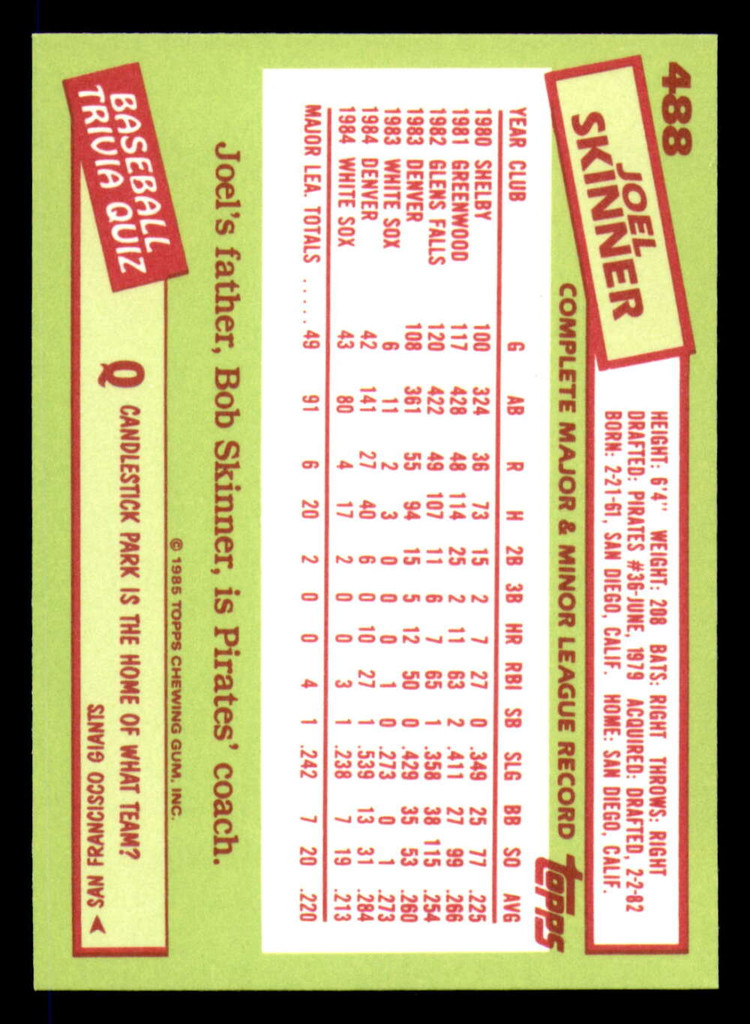 488
JOEL
SKINNER
HEIGHT: 6'4" WEIGHT: 208 BATS: RIGHT THROWS: RIGHT
DRAFTED: PIRATES #36-JUNE, 1979 ACQUIRED: DRAFTED, 2-2-82
BORN: 2-21-61, SAN DIEGO, CALIF. HOME: SAN DIEGO, CALIF.
COMPLETE MAJOR & MINOR LEAGUE RECORD
topps
YEAR CLUB G AB R H 2B 3B HR RBI SB SLG BB SO AVG
1980 SHELBY 100 324 36 73 15 2 7 27 0 .349 25 77 .225
1981 GREENWOOD 117 428 48 114 25 2 11 63 2 .411 27 99 .266
1982 GLENS FALLS 120 422 49 107 11 6 7 65 1 .358 38 115 .254
1983 DENVER 108 361 55 94 15 5 12 50 0 .429 35 53 .260
1983 WHITE SOX 6 11 2 3 0 0 0 1 0 .273 0 1 .273
1984 DENVER 42 141 27 40 6 0 10 27 1 .539 13 31 .284
1984 WHITE SOX 43 80 4 17 2 0 0 3 1 .238 7 19 .213
MAJOR LEA. TOTALS ..... 49 91 6 20 2 0 0 4 1 .242 7 20 .220
Joel's father, Bob Skinner, is Pirates' coach.
© 1985 TOPPS CHEWING GUM, INC.
BASEBALL
TRIVIA QUIZ
Q CANDLESTICK PARK IS THE HOME OF WHAT TEAM?
SAN FRANCISCO GIANTS